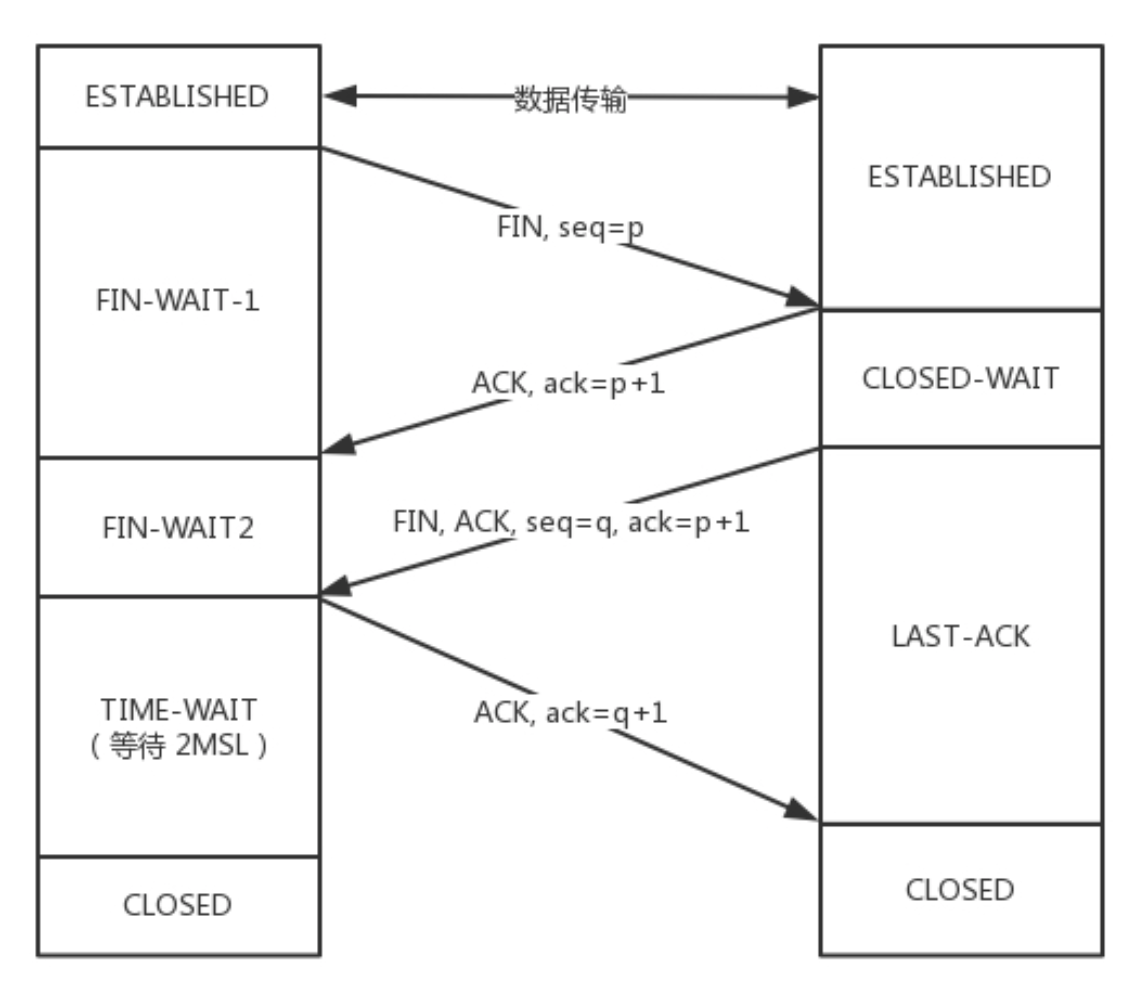 ESTABLISHED
数据传输
ESTABLISHED
FIN, seq=p
FIN-WAIT-1
ACK, ack=p+1
CLOSED-WAIT
FIN-WAIT2
FIN, ACK, seq=q, ack=p+1
LAST-ACK
TIME-WAIT
（等待 2MSL）
ACK, ack=q+1
CLOSED
CLOSED